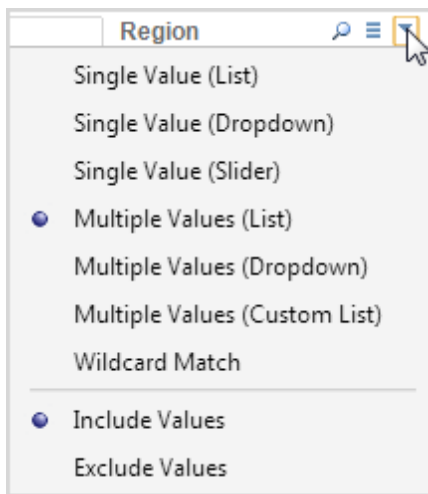 Region
Single Value (List)
Single Value (Dropdown)
Single Value (Slider)
Multiple Values (List)
Multiple Values (Dropdown)
Multiple Values (Custom List)
Wildcard Match
Include Values
Exclude Values